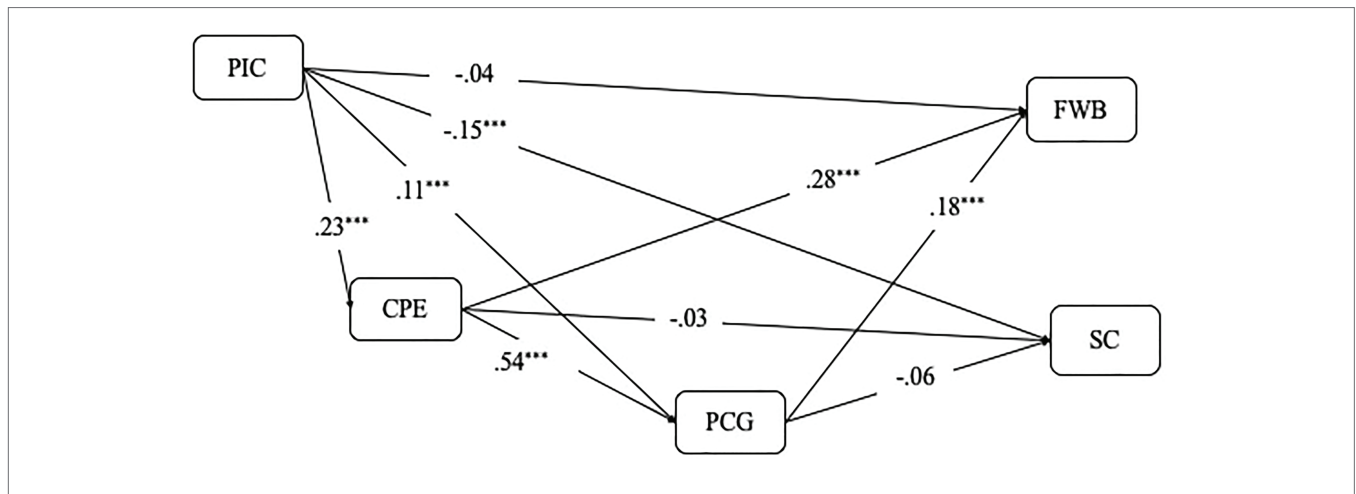 PIC
-.04
FWB
-.15***
.11***
.28***
.18***
.23***
CPE
-.03
SC
.54***
-.06
PCG